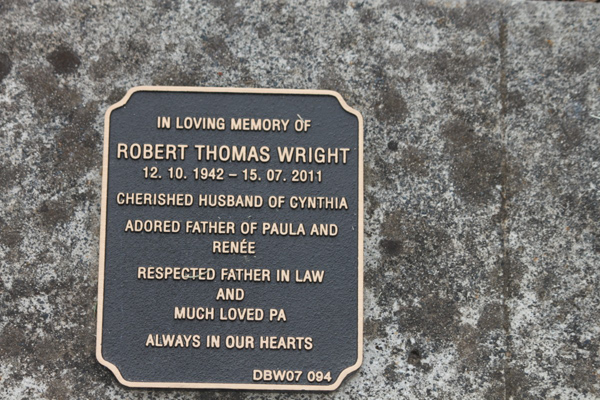 IN LOVING MEMORY OF
ROBERT THOMAS WRIGHT
12. 10. 1942 – 15. 07. 2011
CHERISHED HUSBAND OF CYNTHIA
ADORED FATHER OF PAULA AND
RENÉE
RESPECTED FATHER IN LAW
AND
MUCH LOVED PA
ALWAYS IN OUR HEARTS
DBW07 094